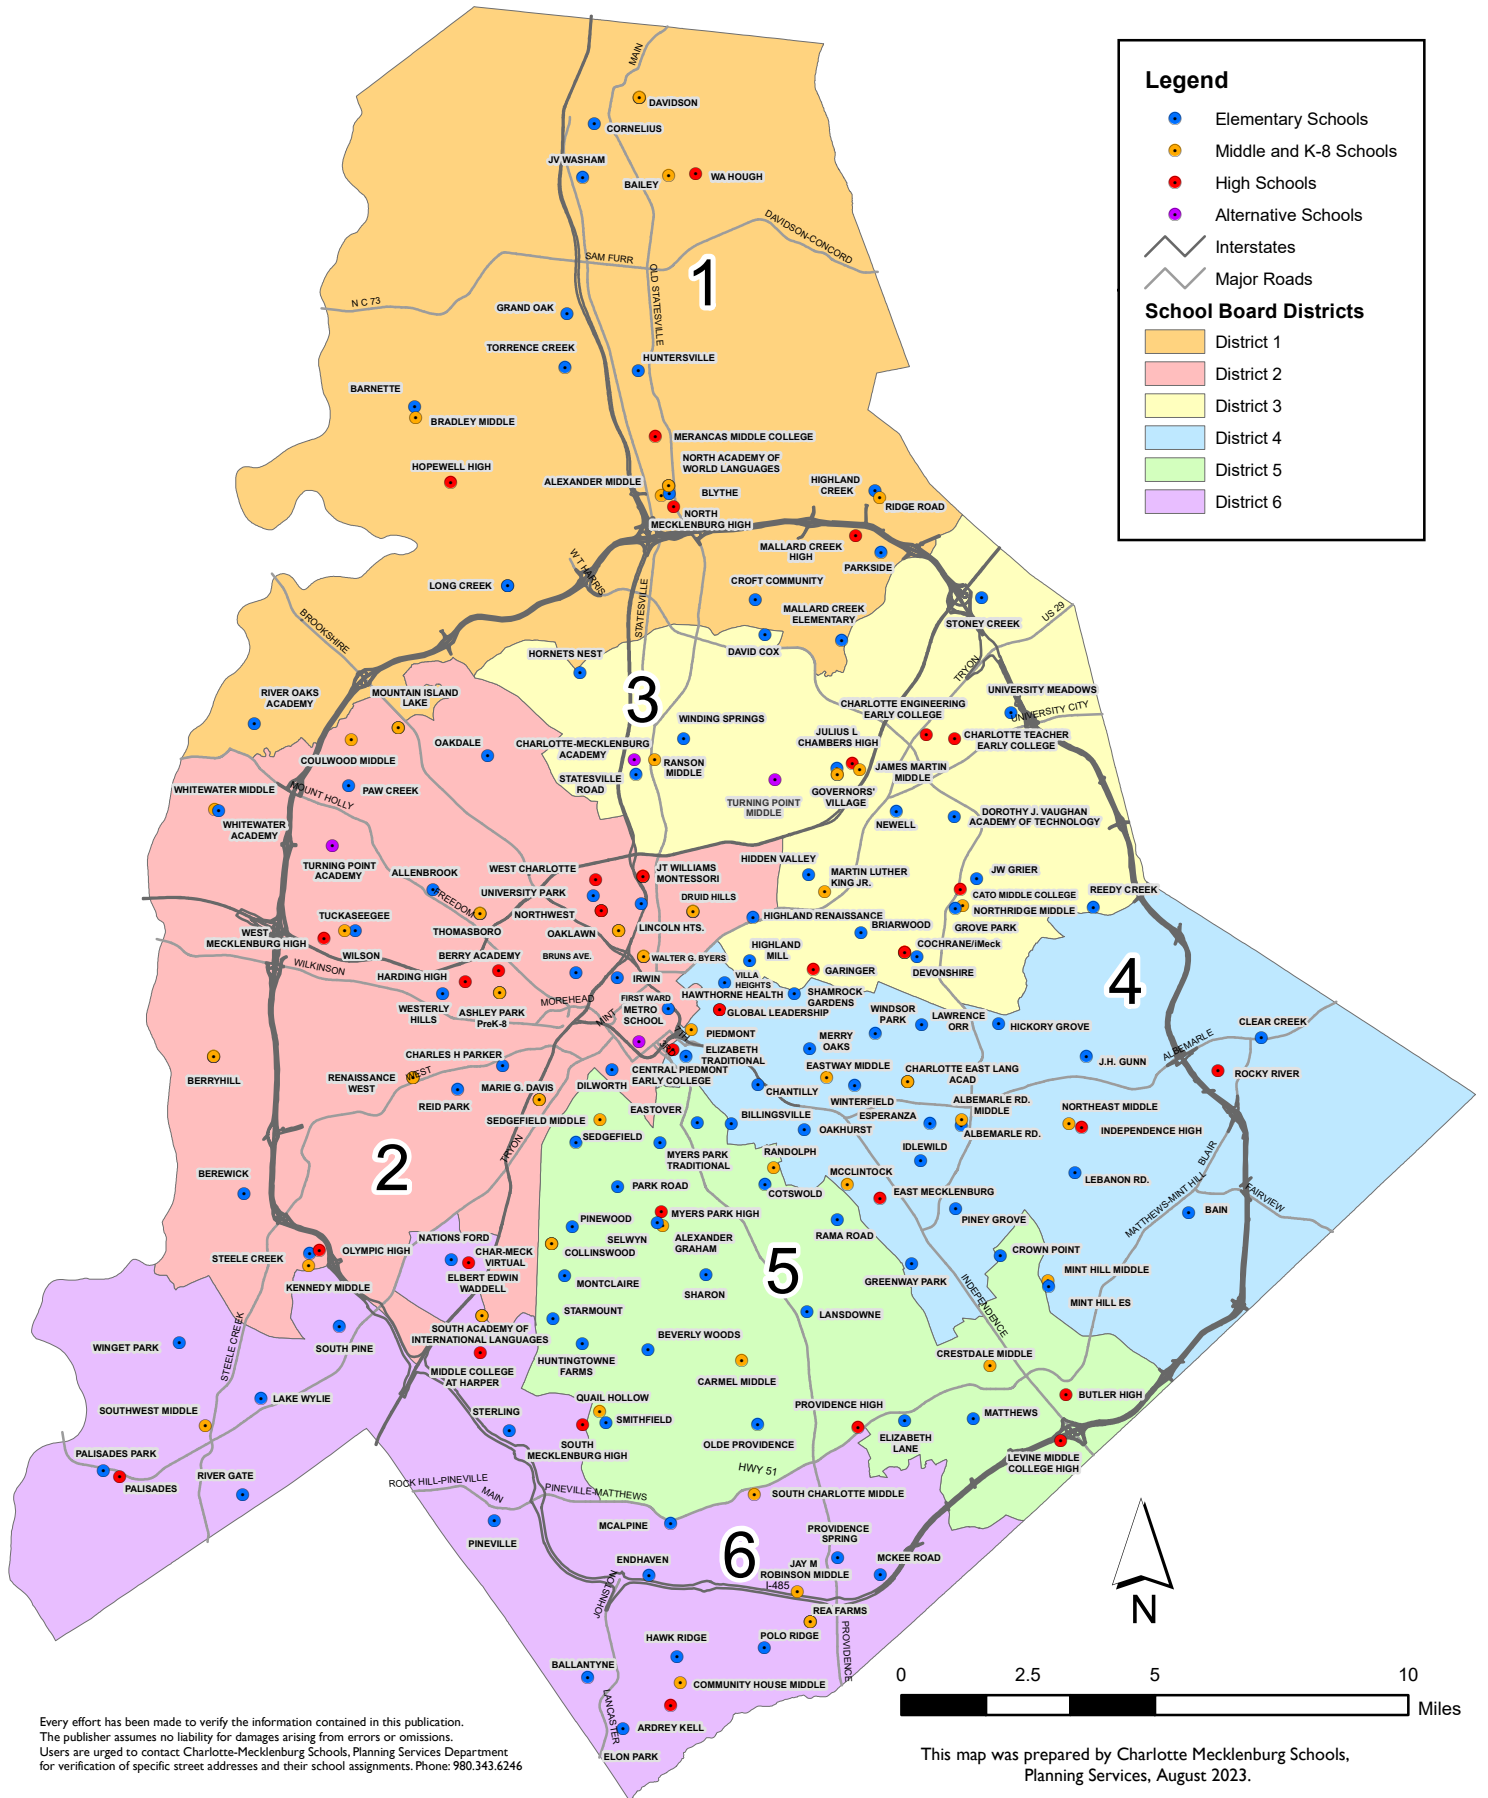 Legend
Elementary Schools
Middle and K-8 Schools
High Schools
Alternative Schools
Interstates
Major Roads
School Board Districts
District 1
District 2
District 3
District 4
District 5
District 6
MAIN
DAVIDSON
CORNELIUS
JV WASHAM
BAILEY
WA HOUGH
DAVIDSON-CONCORD
SAM FURR
1
OLD STATESVILLE
N C 73
GRAND OAK
TORRENCE CREEK
HUNTERSVILLE
BARNETTE
BRADLEY MIDDLE
MERANCAS MIDDLE COLLEGE
HOPEWELL HIGH
NORTH ACADEMY OF
WORLD LANGUAGES
ALEXANDER MIDDLE
BLYTHE
HIGHLAND
CREEK
RIDGE ROAD
NORTH
MECKLENBURG HIGH
MALLARD CREEK
HIGH
PARKSIDE
W T HARRIS
LONG CREEK
STATESVILLE
CROFT COMMUNITY
MALLARD CREEK
ELEMENTARY
STONEY CREEK
US 29
BROOKSHIRE
DAVID COX
HORNETS NEST
TRYON
3
RIVER OAKS
ACADEMY
MOUNTAIN ISLAND
LAKE
UNIVERSITY MEADOWS
UNIVERSITY CITY
CHARLOTTE ENGINEERING
EARLY COLLEGE
WINDING SPRINGS
JULIUS L
CHAMBERS HIGH
CHARLOTTE TEACHER
EARLY COLLEGE
OAKDALE
CHARLOTTE-MECKLENBURG
ACADEMY
COULWOOD MIDDLE
RANSON
MIDDLE
JAMES MARTIN
MIDDLE
STATESVILLE
ROAD
PAW CREEK
WHITEWATER MIDDLE
MOUNT HOLLY
GOVERNORS'
VILLAGE
TURNING POINT
MIDDLE
NEWELL
DOROTHY J. VAUGHAN
ACADEMY OF TECHNOLOGY
WHITEWATER
ACADEMY
TURNING POINT
ACADEMY
ALLENBROOK
WEST CHARLOTTE
JT WILLIAMS
MONTESSORI
HIDDEN VALLEY
MARTIN LUTHER
KING JR.
JW GRIER
UNIVERSITY PARK
DRUID HILLS
CATO MIDDLE COLLEGE
REEDY CREEK
FREEDOM
TUCKASEEGEE
NORTHWEST
HIGHLAND RENAISSANCE
NORTHRIDGE MIDDLE
WEST
MECKLENBURG HIGH
THOMASBORO
OAKLAWN
LINCOLN HTS.
BRIARWOOD
GROVE PARK
WILSON
BERRY ACADEMY
BRUNS AVE.
WALTER G. BYERS
HIGHLAND
MILL
COCHRANE/iMeck
WILKINSON
HARDING HIGH
IRWIN
GARINGER
DEVONSHIRE
4
VILLA
HEIGHTS
WESTERLY
HILLS
ASHLEY PARK
PreK-8
MOREHEAD
FIRST WARD
METRO
SCHOOL
HAWTHORNE HEALTH
SHAMROCK
GARDENS
GLOBAL LEADERSHIP
MINT
WINDSOR
PARK
LAWRENCE
ORR
HICKORY GROVE
CLEAR CREEK
PIEDMONT
7TH
MERRY
OAKS
ALBEMARLE
BERRYHILL
CHARLES H PARKER
ELIZABETH
TRADITIONAL
J.H. GUNN
ROCKY RIVER
RENAISSANCE
WEST
WEST
REID PARK
MARIE G. DAVIS
DILWORTH
CENTRAL PIEDMONT
EARLY COLLEGE
EASTWAY MIDDLE
CHARLOTTE EAST LANG
ACAD
CHANTILLY
WINTERFIELD
SEDGEFIELD MIDDLE
EASTOVER
BILLINGSVILLE
ESPERANZA
ALBEMARLE RD.
MIDDLE
NORTHEAST MIDDLE
OAKHURST
ALBEMARLE RD.
INDEPENDENCE HIGH
SEDGEFIELD
TRYON
IDLEWILD
MYERS PARK
TRADITIONAL
RANDOLPH
BLAIR
2
BEREWICK
PARK ROAD
COTSWOLD
MCCLINTOCK
EAST MECKLENBURG
LEBANON RD.
MATTHEWS-MINT HILL
FAIRVIEW
PINEWOOD
MYERS PARK HIGH
PINEY GROVE
BAIN
SELWYN
ALEXANDER
GRAHAM
RAMA ROAD
NATIONS FORD
STEELE CREEK
OLYMPIC HIGH
CHAR-MECK
VIRTUAL
COLLINSWOOD
CROWN POINT
KENNEDY MIDDLE
ELBERT EDWIN
WADDELL
MONTCLAIRE
SHARON
5
GREENWAY PARK
MINT HILL MIDDLE
MINT HILL ES
STARMOUNT
LANSDOWNE
INDEPENDENCE
SOUTH ACADEMY OF
INTERNATIONAL LANGUAGES
BEVERLY WOODS
WINGET PARK
STEELE CREEK
SOUTH PINE
HUNTINGTOWNE
FARMS
CRESTDALE MIDDLE
MIDDLE COLLEGE
AT HARPER
CARMEL MIDDLE
LAKE WYLIE
QUAIL HOLLOW
BUTLER HIGH
SOUTHWEST MIDDLE
STERLING
SMITHFIELD
PROVIDENCE HIGH
MATTHEWS
SOUTH
MECKLENBURG HIGH
OLDE PROVIDENCE
ELIZABETH
LANE
PALISADES PARK
LEVINE MIDDLE
COLLEGE HIGH
PALISADES
RIVER GATE
ROCK HILL-PINEVILLE
MAIN
PINEVILLE-MATTHEWS
HWY 51
SOUTH CHARLOTTE MIDDLE
PINEVILLE
MCALPINE
6
PROVIDENCE
SPRING
ENDHAVEN
MCKEE ROAD
JAY M
ROBINSON MIDDLE
I-485
JOHNSTON
REA FARMS
POLO RIDGE
PROVIDENCE
HAWK RIDGE
BALLANTYNE
COMMUNITY HOUSE MIDDLE
LANCASTER
ARDREY KELL
ELON PARK
N
0 2.5 5 10
Miles
Every effort has been made to verify the information contained in this publication.
The publisher assumes no liability for damages arising from errors or omissions.
Users are urged to contact Charlotte-Mecklenburg Schools, Planning Services Department
for verification of specific street addresses and their school assignments. Phone: 980.343.6246
This map was prepared by Charlotte Mecklenburg Schools,
Planning Services, August 2023.